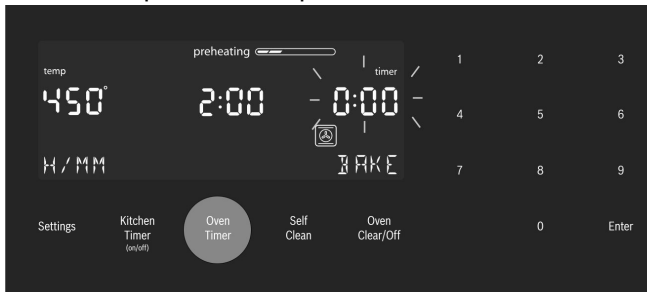 preheating
temp
timer
450°
2:00
0:00
H/MM
BAKE
1 2 3
4 5 6
7 8 9
0 Enter
Settings
Kitchen Timer (on/off)
Oven Timer
Self Clean
Oven Clear/Off